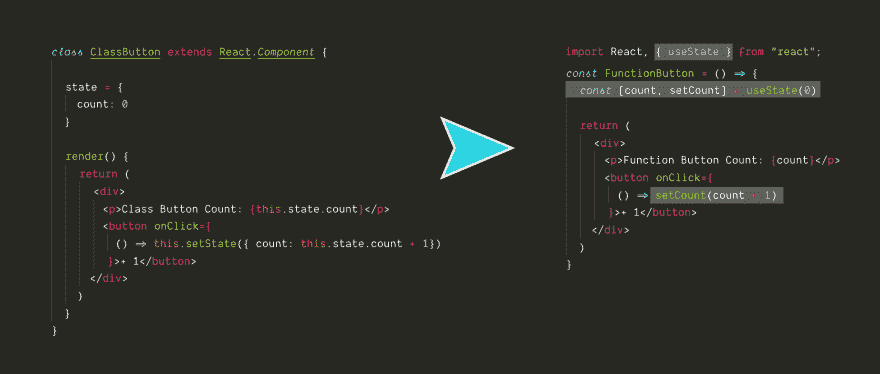 class ClassButton extends React.Component {
state = {
count: 0
}
render() {
return (
<div>
<p>Class Button Count: {this.state.count}</p>
<button onClick={
() => this.setState({ count: this.state.count + 1})
}>+ 1</button>
</div>
)
}
}
import React, { useState } from "react";
const FunctionButton = () => {
const [count, setCount] = useState(0)
return (
<div>
<p>Function Button Count: {count}</p>
<button onClick={
() => setCount(count + 1)
}>+ 1</button>
</div>
)
}